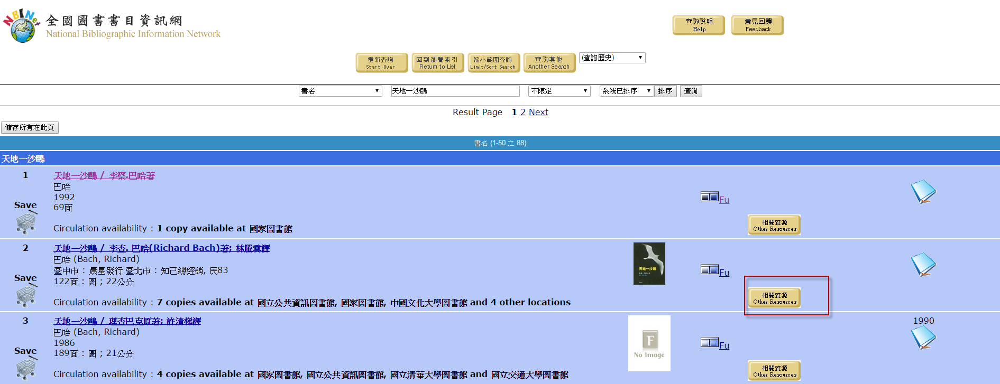 NBINet
全國圖書書目資訊網
National Bibliographic Information Network
查詢說明
Help
意見回饋
Feedback
重新查詢
Start Over
回到瀏覽索引
Return to List
縮小範圍查詢
Limit/Sort Search
查詢其他
Another Search
(查詢歷史)
書名
天地一沙鷗
不限定
系統已排序
排序
查詢
Result Page 1 2 Next
儲存所有在此頁
書名 (1-50 之 88)
天地一沙鷗
1
天地一沙鷗 / 李察.巴哈著
巴哈
1992
69面
Save
Fu
Circulation availability : 1 copy available at 國家圖書館
相關資源
Other Resources
2
天地一沙鷗 / 李查. 巴哈(Richard Bach)著; 林騰雲譯
巴哈 (Bach, Richard)
臺中市 : 晨星發行 臺北市 : 知己總經銷, 民83
122面 : 圖 ; 22公分
Save
天地一沙鷗
Fu
Circulation availability : 7 copies available at 國立公共資訊圖書館, 國家圖書館, 中國文化大學圖書館 and 4 other locations
相關資源
Other Resources
3
天地一沙鷗 / 理查巴克原著; 許清梯譯
巴哈 (Bach, Richard)
1986
189面 : 圖 ; 21公分
Save
F
No Image
Fu
1990
Circulation availability : 4 copies available at 國家圖書館, 國立公共資訊圖書館, 國立清華大學圖書館 and 國立交通大學圖書館
相關資源
Other Resources